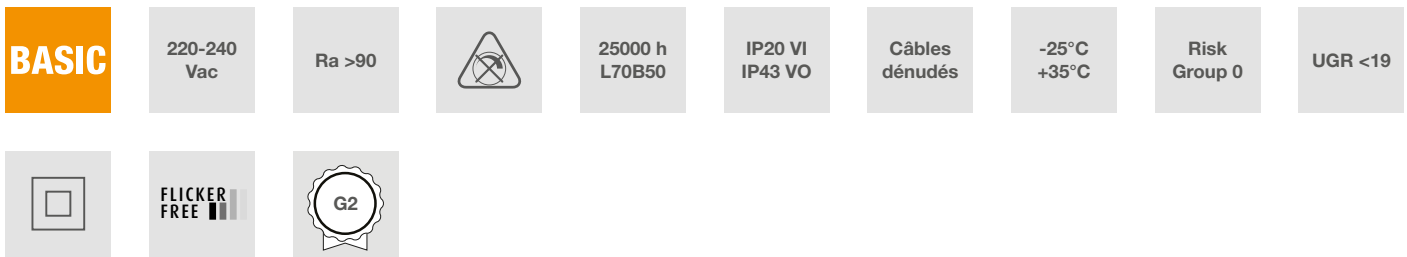 BASIC
220-240
Vac
Ra >90
25000 h
L70B50
IP20 VI
IP43 VO
Câbles
dénudés
-25°C
+35°C
Risk
Group 0
UGR <19
FLICKER
FREE
G2